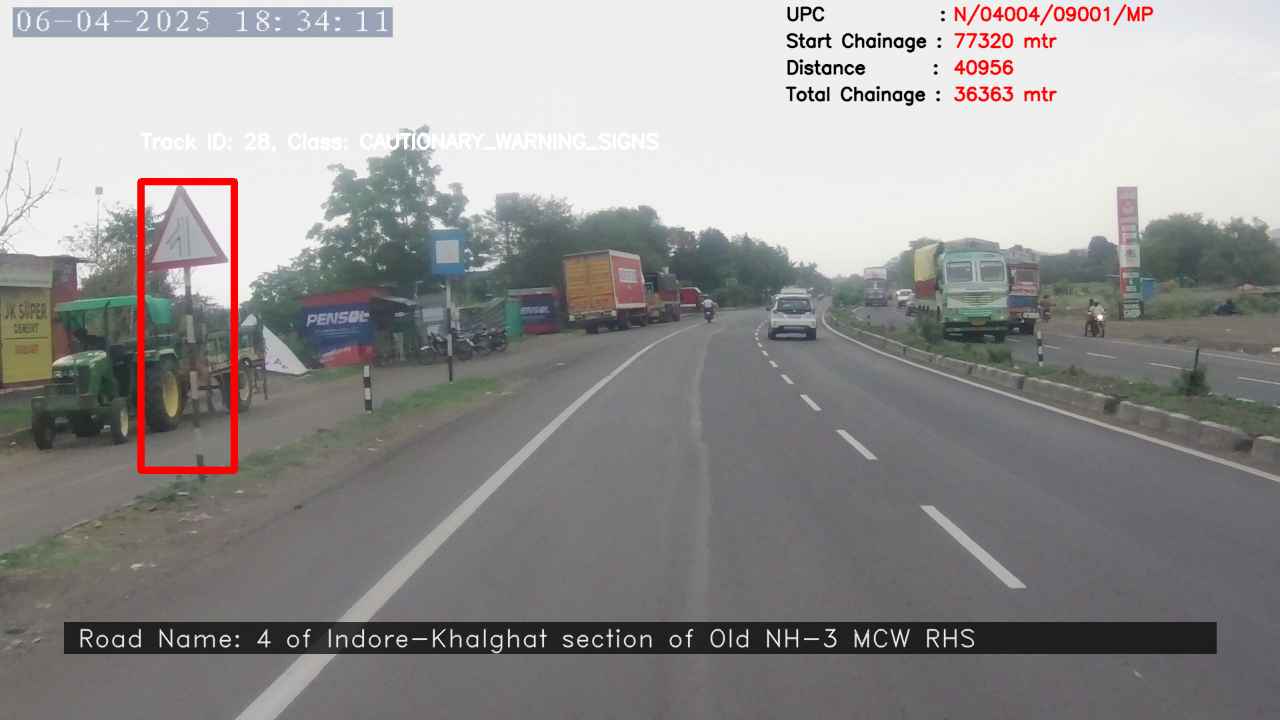 06-04-2025 18:34:11
UPC : N/04004/09001/MP
Start Chainage : 77320 mtr
Distance : 40956
Total Chainage : 36363 mtr
Track ID: 28, Class: CAUTIONARY_WARNING_SIGNS
JK SUPER
CEMENT
PENSOL
Road Name: 4 of Indore-Khalghat section of Old NH-3 MCW RHS